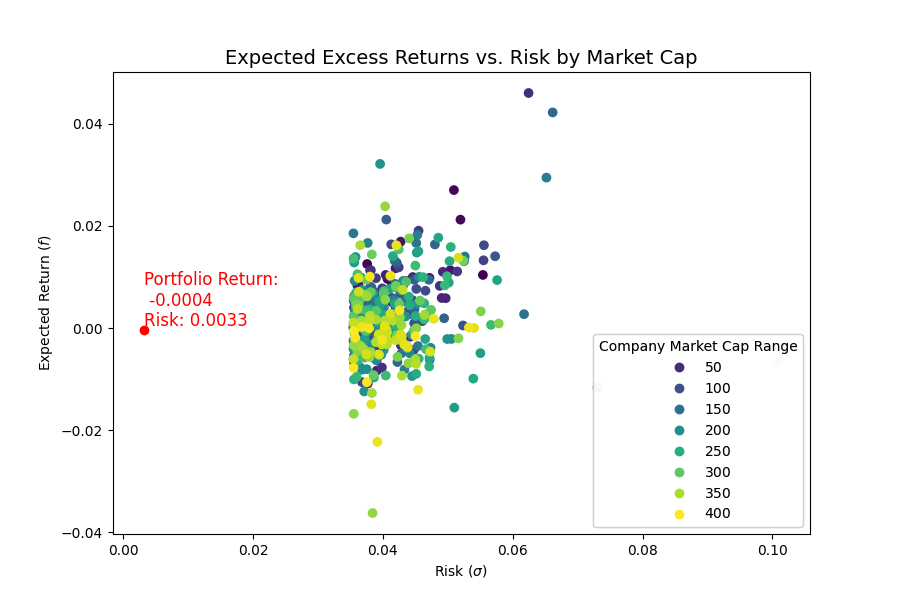 Expected Excess Returns vs. Risk by Market Cap
Expected Return (f)
0.04
0.02
0.00
−0.02
−0.04
Portfolio Return:
-0.0004
Risk: 0.0033
Company Market Cap Range
50
100
150
200
250
300
350
400
0.00 0.02 0.04 0.06 0.08 0.10
Risk (σ)